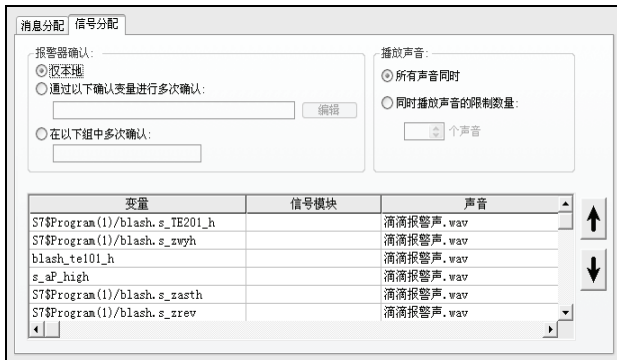 消息分配 信号分配
报警器确认: 播放声音:
仅本地 所有声音同时
通过以下确认变量进行多次确认: 同时播放声音的限制数量:
编辑 个声音
在以下组中多次确认:
变量 信号模块 声音
S7$Program(1)/blash.s_TE201_h 滴滴报警声.wav
S7$Program(1)/blash.s_zwyh 滴滴报警声.wav
blash_te101_h 滴滴报警声.wav
s_aP_high 滴滴报警声.wav
S7$Program(1)/blash.s_zasth 滴滴报警声.wav
S7$Program(1)/blash.s_zrev 滴滴报警声.wav